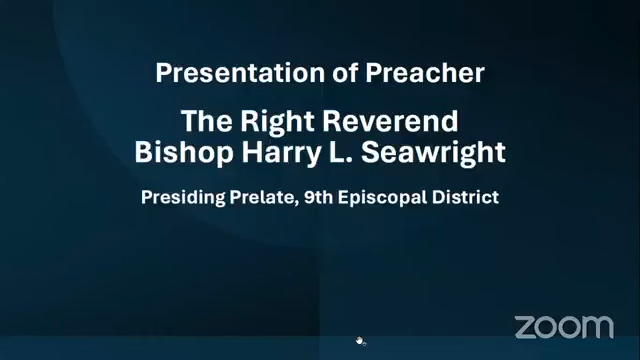 Presentation of Preacher
The Right Reverend
Bishop Harry L. Seawright
Presiding Prelate, 9th Episcopal District
zoom